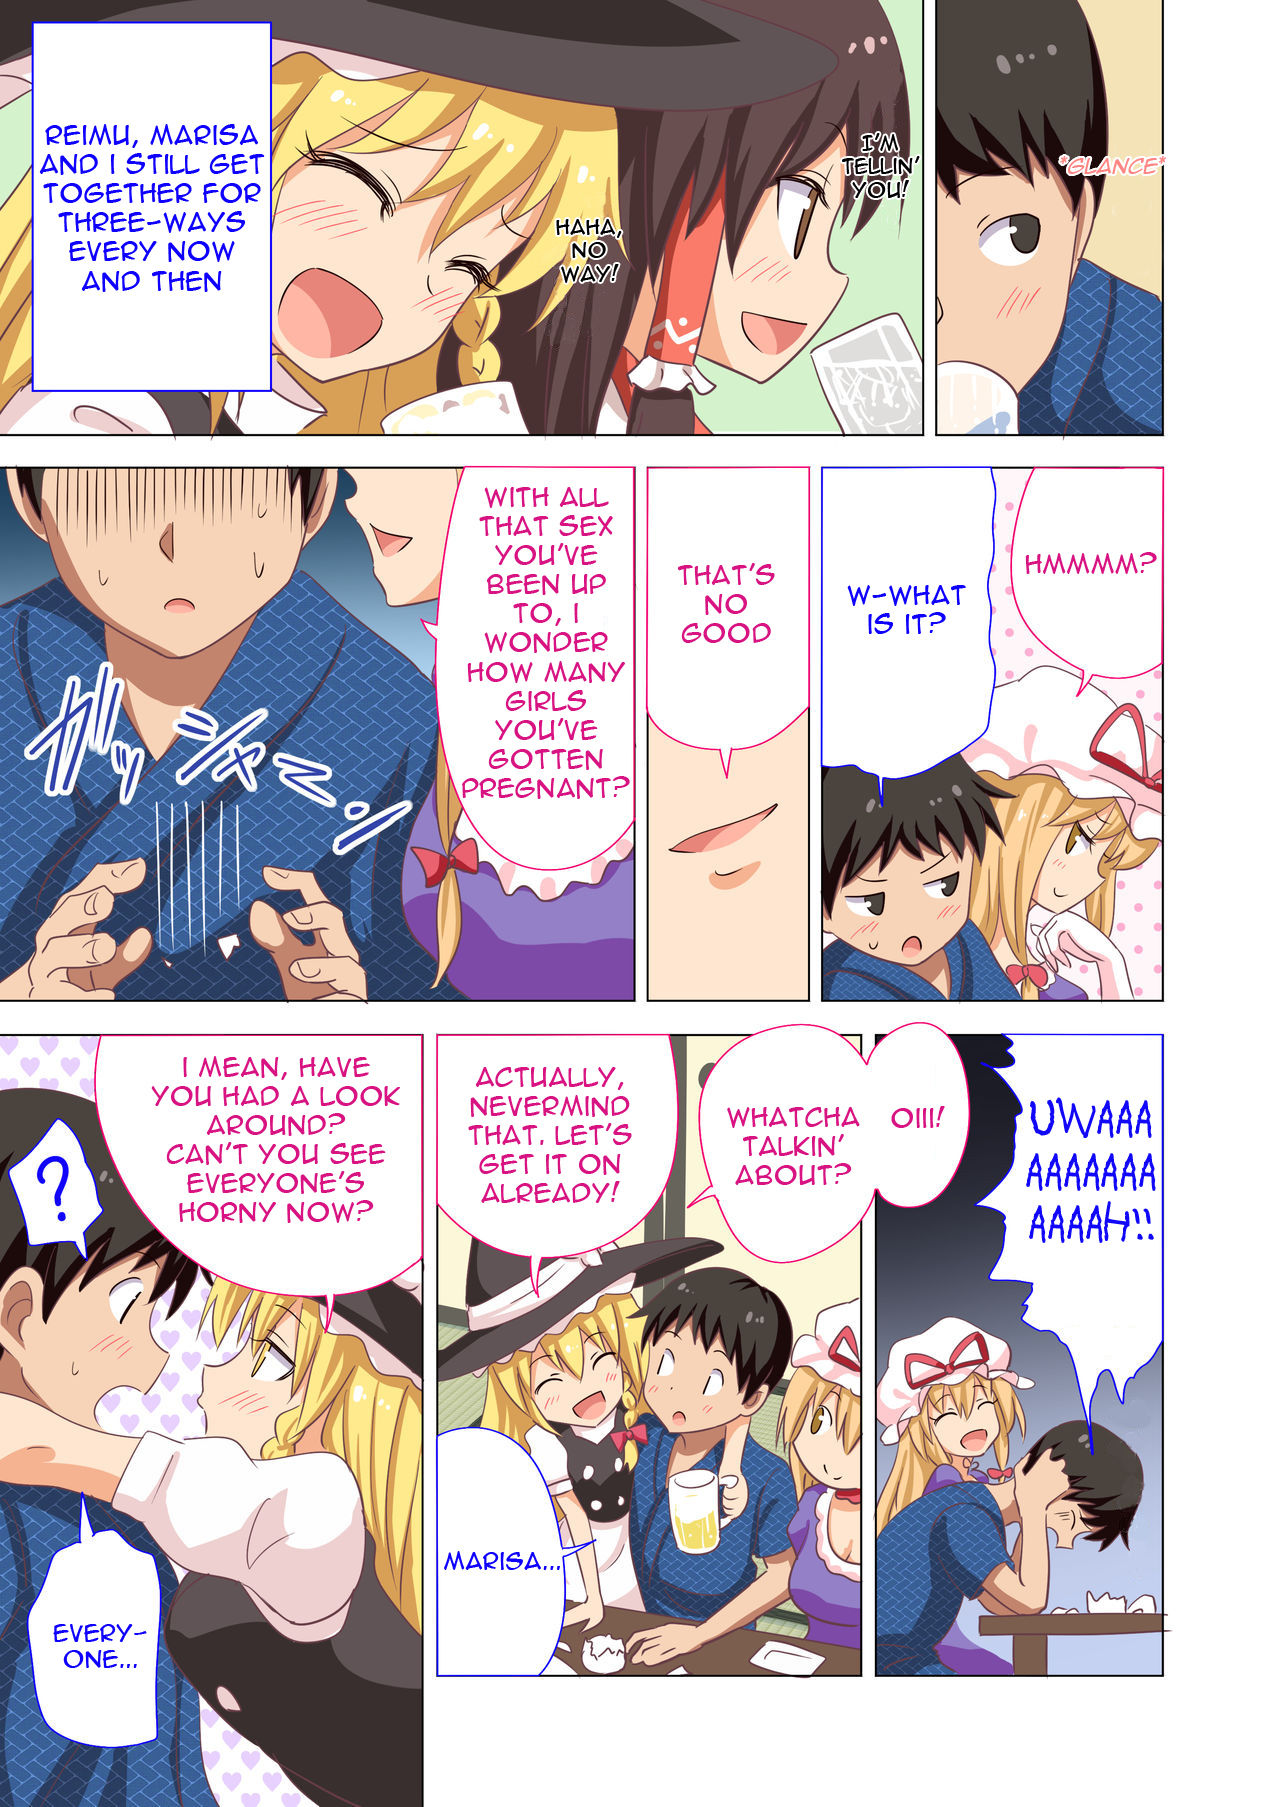 *GLANCE*
I'M
TELLIN'
YOU!
HAHA,
NO
WAY!
REIMU, MARISA
AND I STILL GET
TOGETHER FOR
THREE-WAYS
EVERY NOW
AND THEN
HMMMM?
W-WHAT
IS IT?
THAT'S
NO
GOOD
WITH ALL
THAT SEX
YOU'VE
BEEN UP
TO, I
WONDER
HOW MANY
GIRLS
YOU'VE
GOTTEN
PREGNANT?
ガッシャーン
UWAAA
AAAAAAA
AAAAH!!
OIII!
WHATCHA
TALKIN'
ABOUT?
ACTUALLY,
NEVERMIND
THAT. LET'S
GET IT ON
ALREADY!
MARISA...
I MEAN, HAVE
YOU HAD A LOOK
AROUND?
CAN'T YOU SEE
EVERYONE'S
HORNY NOW?
?
EVERY-
ONE...